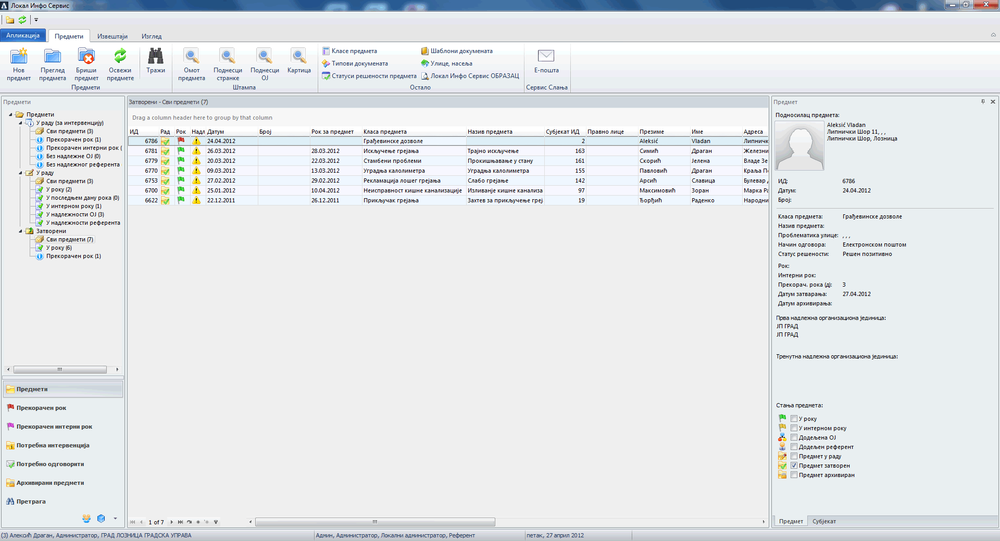 Локал Инфо Сервис
Апликација
Предмети
Извештаји
Изглед
Нов предмет
Преглед предмета
Бриши предмет
Освежи предмете
Тражи
Предмети
Омот предмета
Поднесци странке
Поднесци ОЈ
Картица
Штампа
Класе предмета
Типови документа
Статуси решености предмета
Шаблони докумената
Улице, насеља
Локал Инфо Сервис ОБРАЗАЦ
Остало
Е-пошта
Сервис Слања
Предмети
Предмети
У раду (за интервенцију)
Сви предмети (3)
Прекорачен рок (1)
Прекорачен интерни рок (
Без надлежне ОЈ (0)
Без надлежног референта
У раду
Сви предмети (3)
У року (2)
У последњем дану рока (0)
У интерном року (1)
У надлежности ОЈ (3)
У надлежности референта
Затворени
Сви предмети (7)
У року (6)
Прекорачен рок (1)
Предмети
Прекорачен рок
Прекорачен интерни рок
Потребна интервенција
Потребно одговорити
Архивирани предмети
Претрага
Затворени - Сви предмети (7)
Drag a column header here to group by that column
ИД Рад Рок Надл Датум Број Рок за предмет Класа предмета Назив предмета Субјекат ИД Правно лице Презиме Име Адреса
6786 24.04.2012 Грађевинске дозволе 2 Aleksić Vladan Липничк
6781 26.03.2012 28.03.2012 Искључење грејања Трајно искључење 163 Симић Драган Железни
6779 20.03.2012 22.03.2012 Стамбени проблеми Прокишњавање у стану 161 Скорић Јелена Владе Зе
6770 09.03.2012 13.03.2012 Уградња калолиметра Уградња калолиметра 155 Павловић Драган Краља П
6753 27.02.2012 29.02.2012 Рекламација лошег грејања Слабо грејање 142 Арсић Славица Булевар
6700 25.01.2012 10.04.2012 Неисправност кишне канализације Изливање кишне канализа 97 Максимовић Зоран Марка Ра
6622 22.12.2011 26.12.2011 Прикључак грејања Захтев за прикључење греј 19 Ђорђић Раденко Народни
1 of 7
Предмет
Подносилац предмета:
Aleksić Vladan
Липнички Шор 11, , ,
Липнички Шор, Лозница
ИД: 6786
Датум: 24.04.2012
Број:
Класа предмета: Грађевинске дозволе
Назив предмета:
Проблематика улице: , , ,
Начин одговора: Електронском поштом
Статус решености: Решен позитивно
Рок:
Интерни рок:
Прекорач. рока (д): 3
Датум затварања: 27.04.2012
Датум архивирања:
Прва надлежна организациона јединица:
ЈП ГРАД
ЈП ГРАД
Тренутна надлежна организациона јединица:
Стања предмета:
У року
У интерном року
Додељена ОЈ
Додељен референт
Предмет у раду
Предмет затворен
Предмет архивиран
Предмет Субјекат
(3) Алексић Драган, Администратор, ГРАД ЛОЗНИЦА ГРАДСКА УПРАВА
Админ, Администратор, Локални администратор, Референт
петак, 27 април 2012